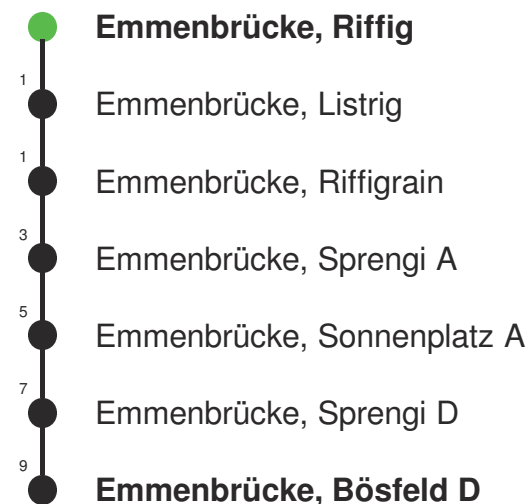 Emmenbrücke, Riffig
1
Emmenbrücke, Listrig
1
Emmenbrücke, Riffigrain
3
Emmenbrücke, Sprengi A
5
Emmenbrücke, Sonnenplatz A
7
Emmenbrücke, Sprengi D
9
Emmenbrücke, Bösfeld D